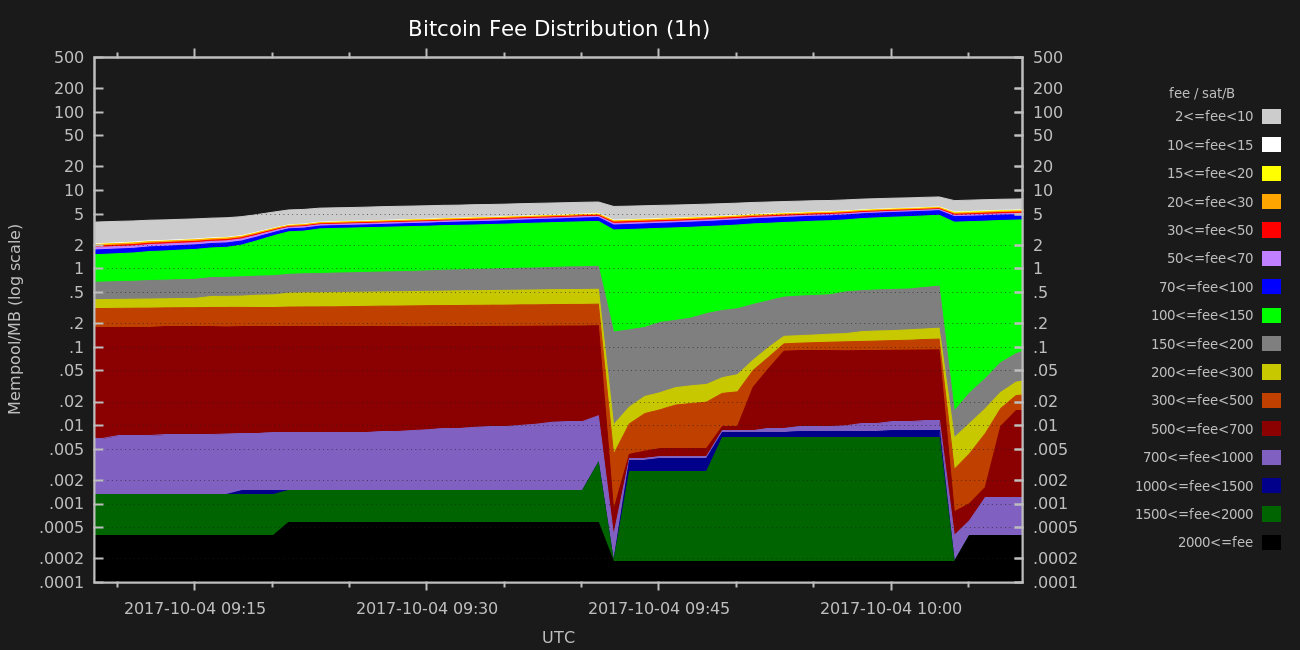 Bitcoin Fee Distribution (1h)
Mempool/MB (log scale)
500
200
100
50
20
10
5
2
1
.5
.2
.1
.05
.02
.01
.005
.002
.001
.0005
.0002
.0001
500
200
100
50
20
10
5
2
1
.5
.2
.1
.05
.02
.01
.005
.002
.001
.0005
.0002
.0001
2017-10-04 09:15 2017-10-04 09:30 2017-10-04 09:45 2017-10-04 10:00
UTC
fee / sat/B
2<=fee<10
10<=fee<15
15<=fee<20
20<=fee<30
30<=fee<50
50<=fee<70
70<=fee<100
100<=fee<150
150<=fee<200
200<=fee<300
300<=fee<500
500<=fee<700
700<=fee<1000
1000<=fee<1500
1500<=fee<2000
2000<=fee